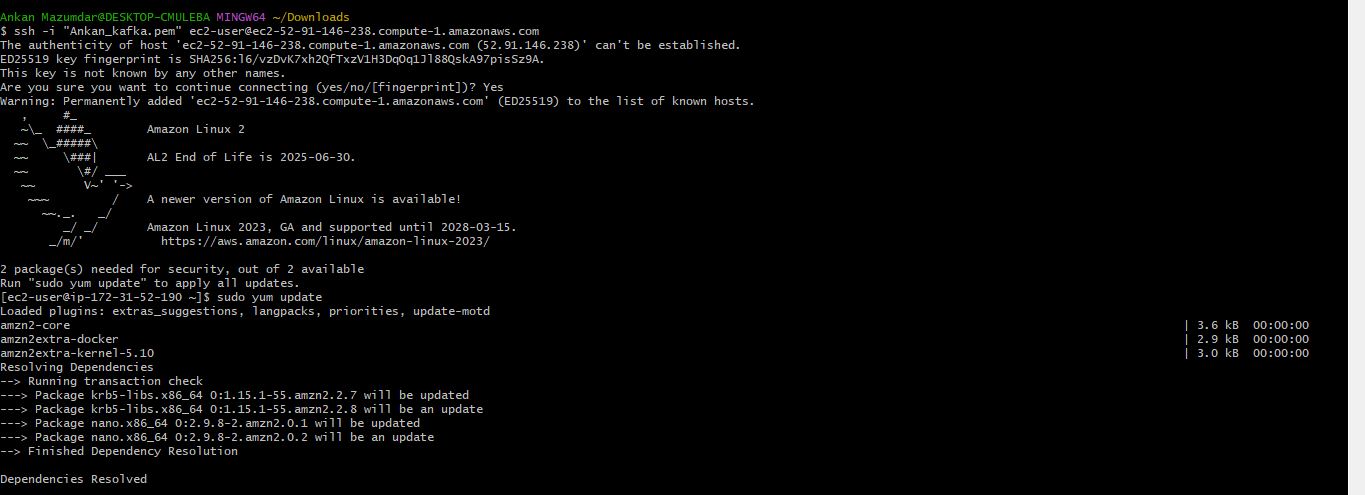 Ankan Mazumdar@DESKTOP-CMULEBA MINGW64 ~/Downloads
$ ssh -i "Ankan_kafka.pem" ec2-user@ec2-52-91-146-238.compute-1.amazonaws.com
The authenticity of host 'ec2-52-91-146-238.compute-1.amazonaws.com (52.91.146.238)' can't be established.
ED25519 key fingerprint is SHA256:l6/vzDvK7xh2QfTxzV1H3DqOq1Jl88QskA97pisSz9A.
This key is not known by any other names.
Are you sure you want to continue connecting (yes/no/[fingerprint])? Yes
Warning: Permanently added 'ec2-52-91-146-238.compute-1.amazonaws.com' (ED25519) to the list of known hosts.
   ,     #_
   ~\_  ####_        Amazon Linux 2
  ~~  \_#####\
  ~~     \###|       AL2 End of Life is 2025-06-30.
  ~~       \#/ ___
   ~~       V~' '->
    ~~~         /    A newer version of Amazon Linux is available!
      ~~._.   _/
         _/ _/       Amazon Linux 2023, GA and supported until 2028-03-15.
       _/m/'           https://aws.amazon.com/linux/amazon-linux-2023/
2 package(s) needed for security, out of 2 available
Run "sudo yum update" to apply all updates.
[ec2-user@ip-172-31-52-190 ~]$ sudo yum update
Loaded plugins: extras_suggestions, langpacks, priorities, update-motd
amzn2-core | 3.6 kB  00:00:00
amzn2extra-docker | 2.9 kB  00:00:00
amzn2extra-kernel-5.10 | 3.0 kB  00:00:00
Resolving Dependencies
--> Running transaction check
---> Package krb5-libs.x86_64 0:1.15.1-55.amzn2.2.7 will be updated
---> Package krb5-libs.x86_64 0:1.15.1-55.amzn2.2.8 will be an update
---> Package nano.x86_64 0:2.9.8-2.amzn2.0.1 will be updated
---> Package nano.x86_64 0:2.9.8-2.amzn2.0.2 will be an update
--> Finished Dependency Resolution
Dependencies Resolved